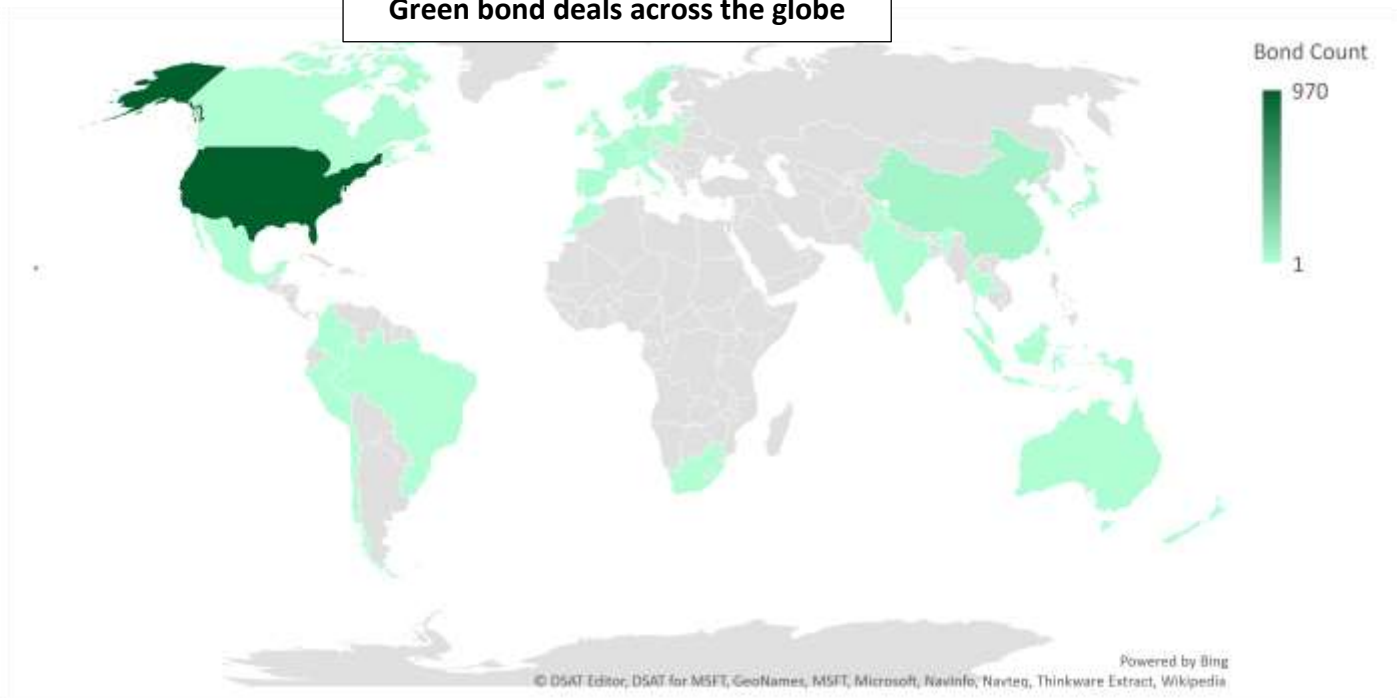 Green bond deals across the globe
Bond Count
970
1
Powered by Bing
© DSAT Editor, DSAT for MSFT, GeoNames, MSFT, Microsoft, NavInfo, Navteq, Thinkware Extract, Wikipedia